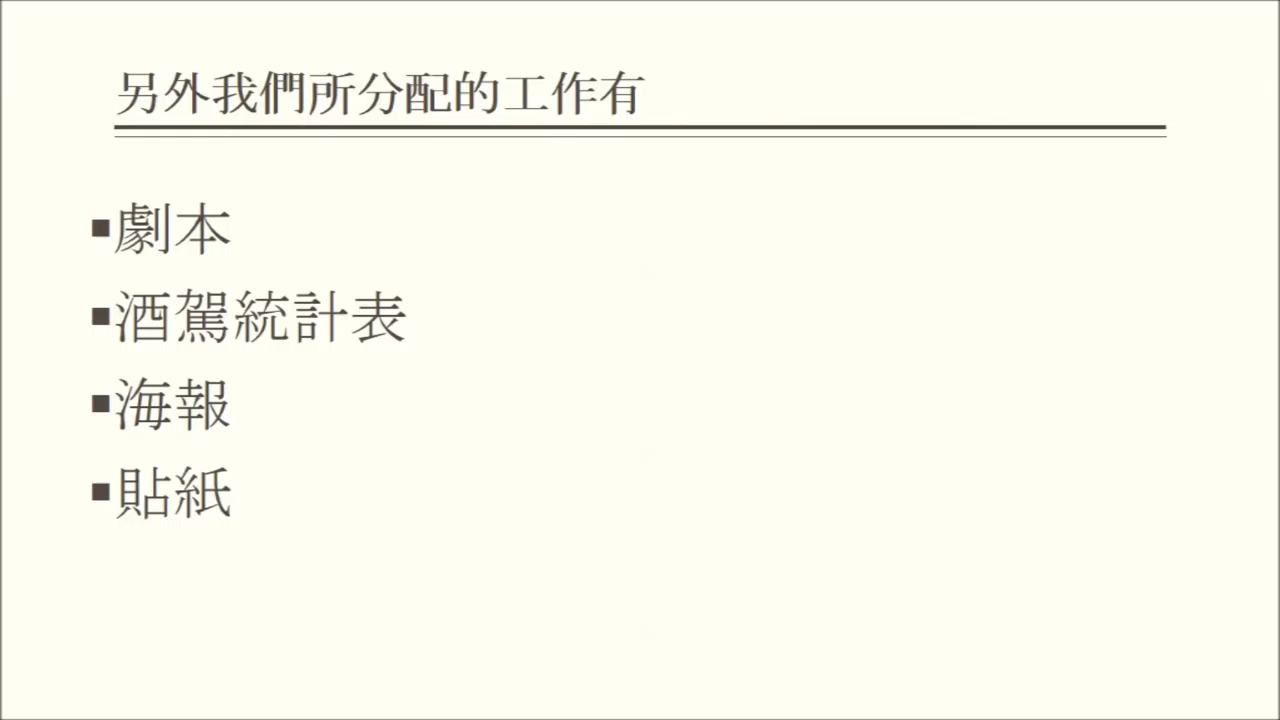 另外我們所分配的工作有
▪劇本
▪酒駕統計表
▪海報
▪貼紙